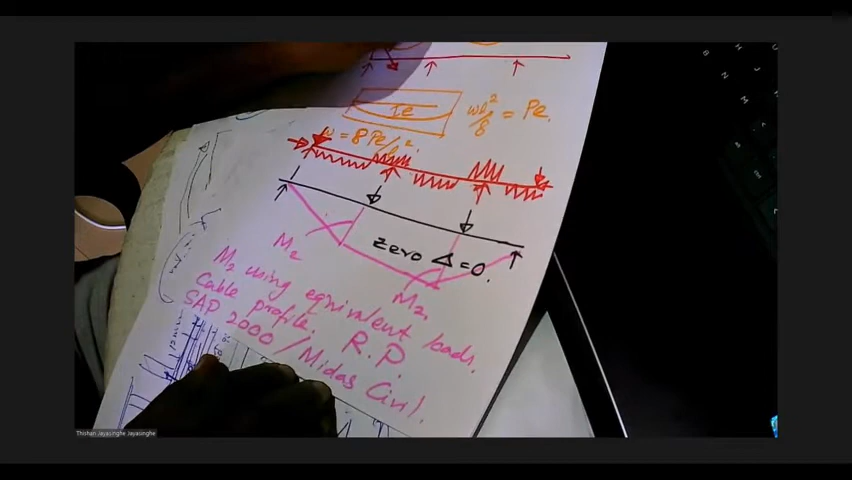 Ie
wl²/8 = Pe.
w = 8Pe/l².
zero Δ = 0.
M2
M2.
M2 using equivalent loads.
Cable profile. R.P.
SAP 2000 / Midas Civil.
Thishan Jayasinghe Jayasinghe